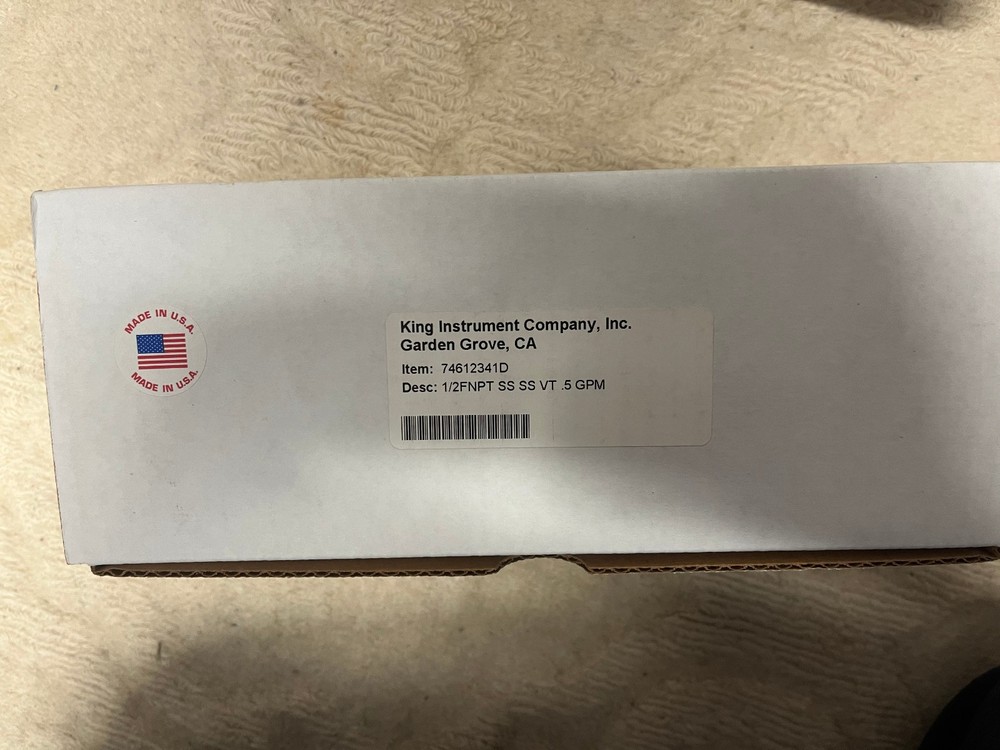 MADE IN U.S.A.
MADE IN U.S.A.
King Instrument Company, Inc.
Garden Grove, CA
Item: 74612341D
Desc: 1/2FNPT SS SS VT .5 GPM